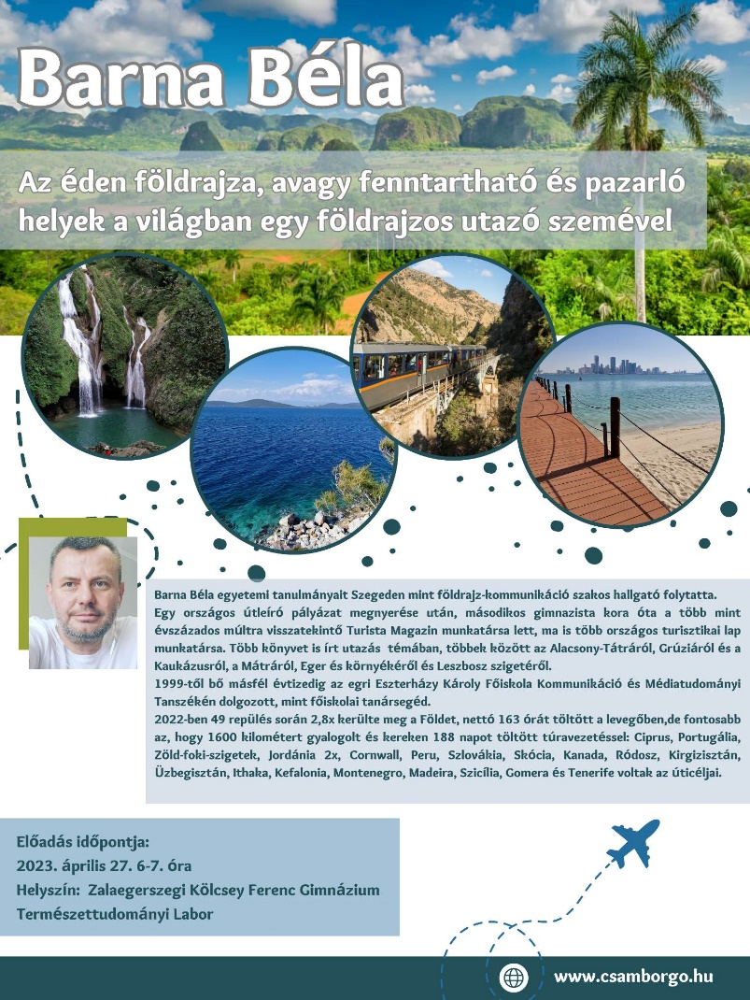 Barna Béla
Az éden földrajza, avagy fenntartható és pazarló
helyek a világban egy földrajzos utazó szemével
Barna Béla egyetemi tanulmányait Szegeden mint földrajz-kommunikáció szakos hallgató folytatta.
Egy országos útleíró pályázat megnyerése után, másodikos gimnazista kora óta a több mint
évszázados múltra visszatekintő Turista Magazin munkatársa lett, ma is több országos turisztikai lap
munkatársa. Több könyvet is írt utazás témában, többek között az Alacsony-Tátráról, Grúziáról és a
Kaukázusról, a Mátráról, Eger és környékéről és Leszbosz szigetéről.
1999-től bő másfél évtizedig az egri Eszterházy Károly Főiskola Kommunikáció és Médiatudományi
Tanszékén dolgozott, mint főiskolai tanársegéd.
2022-ben 49 repülés során 2,8x kerülte meg a Földet, nettó 163 órát töltött a levegőben,de fontosabb
az, hogy 1600 kilométert gyalogolt és kereken 188 napot töltött túravezetéssel: Ciprus, Portugália,
Zöld-foki-szigetek, Jordánia 2x, Cornwall, Peru, Szlovákia, Skócia, Kanada, Ródosz, Kirgizisztán,
Üzbegisztán, Ithaka, Kefalonia, Montenegro, Madeira, Szicília, Gomera és Tenerife voltak az úticéljai.
Előadás időpontja:
2023. április 27. 6-7. óra
Helyszín: Zalaegerszegi Kölcsey Ferenc Gimnázium
Természettudományi Labor
www.csamborgo.hu